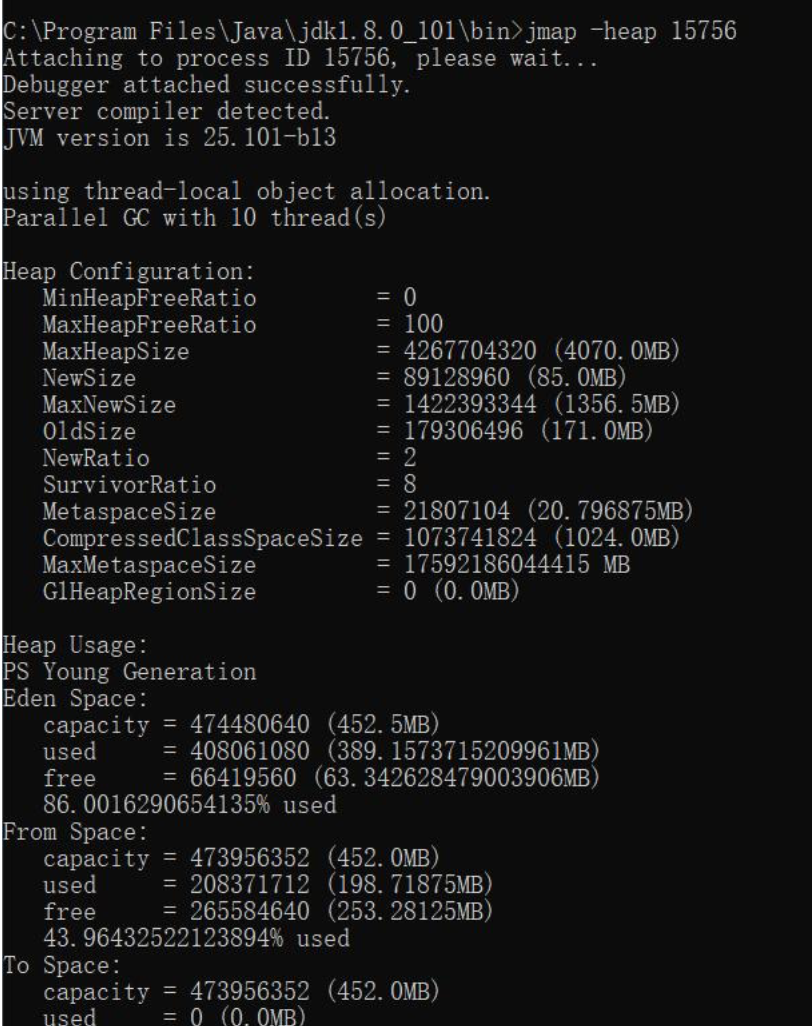 C:\Program Files\Java\jdk1.8.0_101\bin>jmap -heap 15756
Attaching to process ID 15756, please wait...
Debugger attached successfully.
Server compiler detected.
JVM version is 25.101-b13
using thread-local object allocation.
Parallel GC with 10 thread(s)
Heap Configuration:
MinHeapFreeRatio = 0
MaxHeapFreeRatio = 100
MaxHeapSize = 4267704320 (4070.0MB)
NewSize = 89128960 (85.0MB)
MaxNewSize = 1422393344 (1356.5MB)
OldSize = 179306496 (171.0MB)
NewRatio = 2
SurvivorRatio = 8
MetaspaceSize = 21807104 (20.796875MB)
CompressedClassSpaceSize = 1073741824 (1024.0MB)
MaxMetaspaceSize = 17592186044415 MB
G1HeapRegionSize = 0 (0.0MB)
Heap Usage:
PS Young Generation
Eden Space:
capacity = 474480640 (452.5MB)
used = 408061080 (389.1573715209961MB)
free = 66419560 (63.342628479003906MB)
86.0016290654135% used
From Space:
capacity = 473956352 (452.0MB)
used = 208371712 (198.71875MB)
free = 265584640 (253.28125MB)
43.96432522123894% used
To Space:
capacity = 473956352 (452.0MB)
used = 0 (0.0MB)